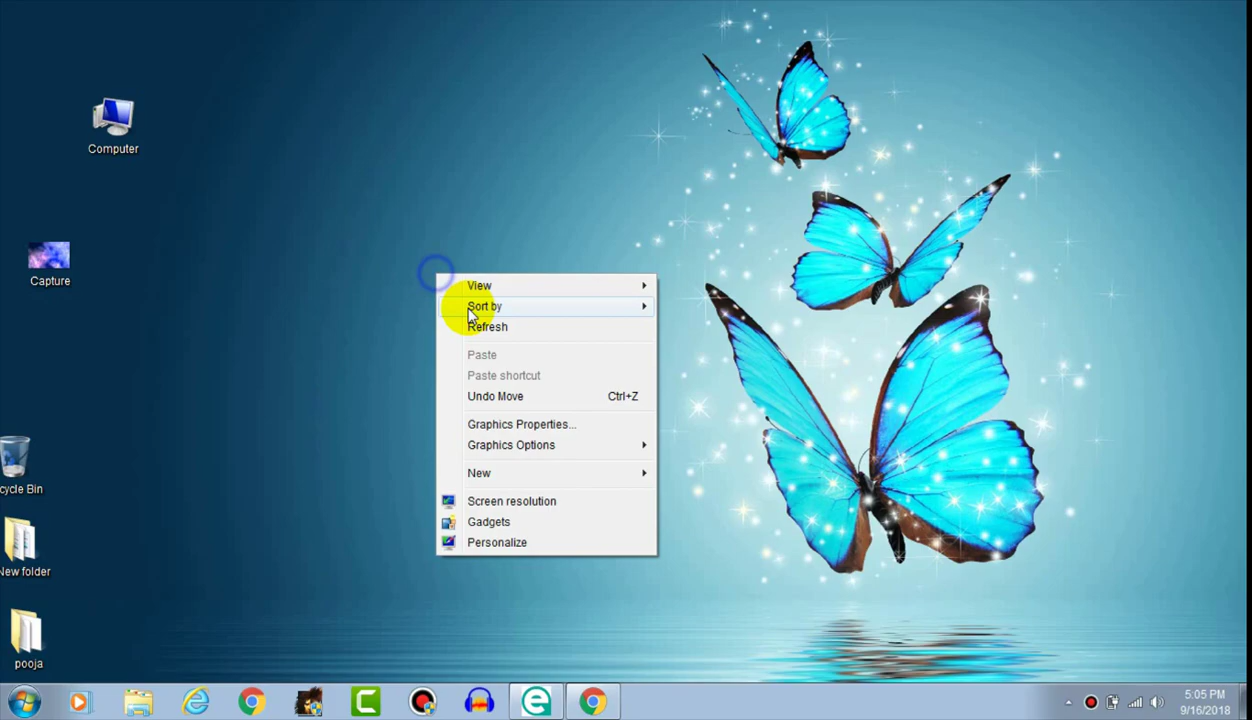 Computer
Capture
cycle Bin
New folder
pooja
View
Sort by
Refresh
Paste
Paste shortcut
Undo Move Ctrl+Z
Graphics Properties...
Graphics Options
New
Screen resolution
Gadgets
Personalize
5:05 PM
9/16/2018